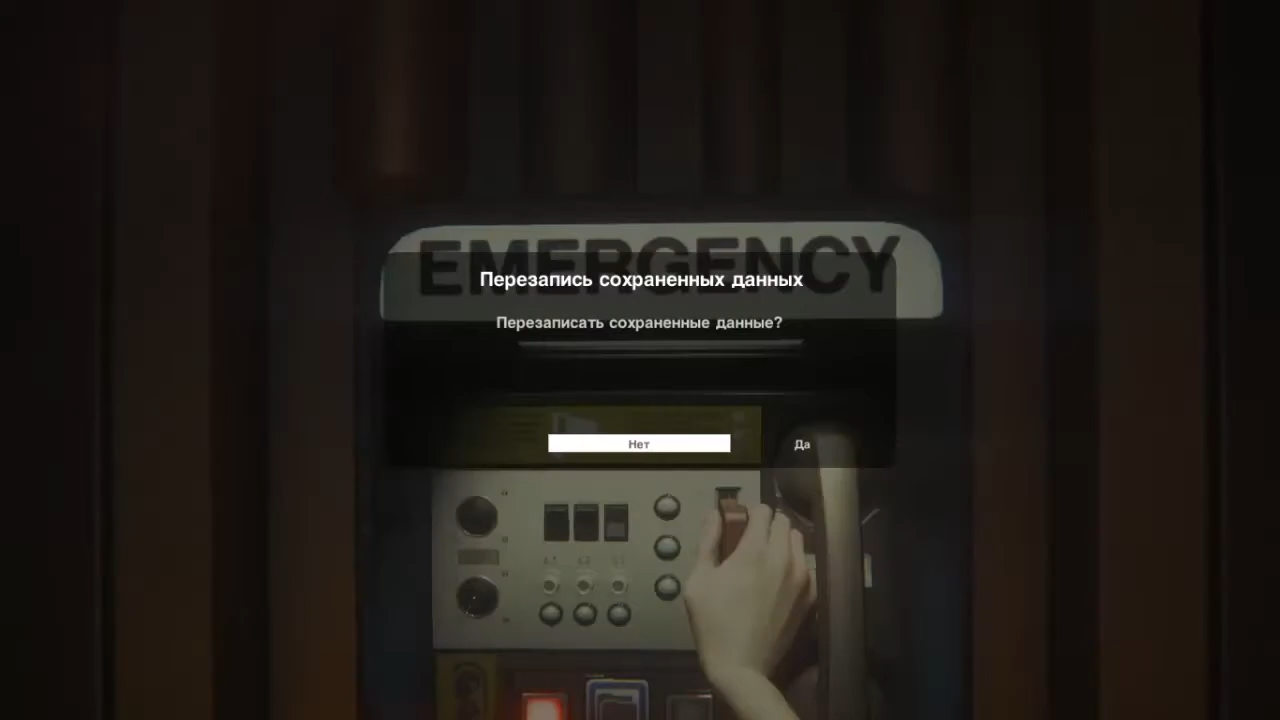 EMERGENCY
Перезапись сохраненных данных
Перезаписать сохраненные данные?
Нет
Да